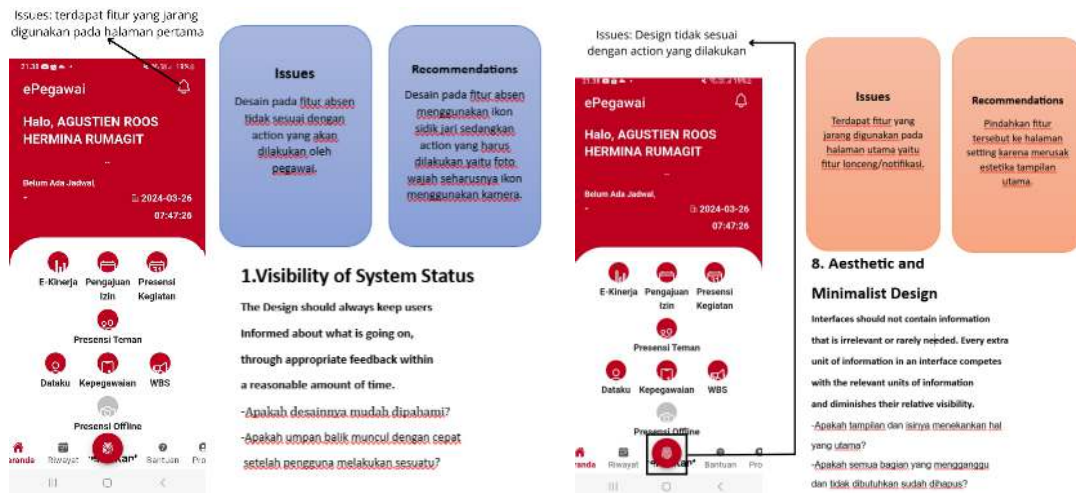 Issues: terdapat fitur yang jarang
digunakan pada halaman pertama
21.38
ePegawai
Halo, AGUSTIEN ROOS
HERMINA RUMAGIT
..
Belum Ada Jadwal,
-
2024-03-26
07:47:26
E-Kinerja
Pengajuan
Izin
Presensi
Kegiatan
Presensi Teman
Dataku
Kepegawaian
WBS
Presensi Offline
Riwayat
Bantuan
Issues
Desain pada fitur absen
tidak sesuai dengan
action yang akan
dilakukan oleh
pegawai.
Recommendations
Desain pada fitur absen
menggunakan ikon
sidik jari sedangkan
action yang harus
dilakukan yaitu foto
wajah seharusnya ikon
menggunakan kamera.
1.Visibility of System Status
The Design should always keep users
Informed about what is going on,
through appropriate feedback within
a reasonable amount of time.
-Apakah desainnya mudah dipahami?
-Apakah umpan balik muncul dengan cepat
setelah pengguna melakukan sesuatu?
Issues: Design tidak sesuai
dengan action yang dilakukan
21.38
ePegawai
Halo, AGUSTIEN ROOS
HERMINA RUMAGIT
..
Belum Ada Jadwal,
-
2024-03-26
07:47:26
E-Kinerja
Pengajuan
Izin
Presensi
Kegiatan
Presensi Teman
Dataku
Kepegawaian
WBS
Presensi Offline
Riwayat
Bantuan
Issues
Terdapat fitur yang
jarang digunakan pada
halaman utama yaitu
fitur lonceng/notifikasi.
Recommendations
Pindahkan fitur
tersebut ke halaman
setting karena merusak
estetika tampilan
utama.
8. Aesthetic and
Minimalist Design
Interfaces should not contain information
that is irrelevant or rarely needed. Every extra
unit of information in an interface competes
with the relevant units of information
and diminishes their relative visibility.
-Apakah tampilan dan isinya menekankan hal
yang utama?
-Apakah semua bagian yang mengganggu
dan tidak dibutuhkan sudah dihapus?